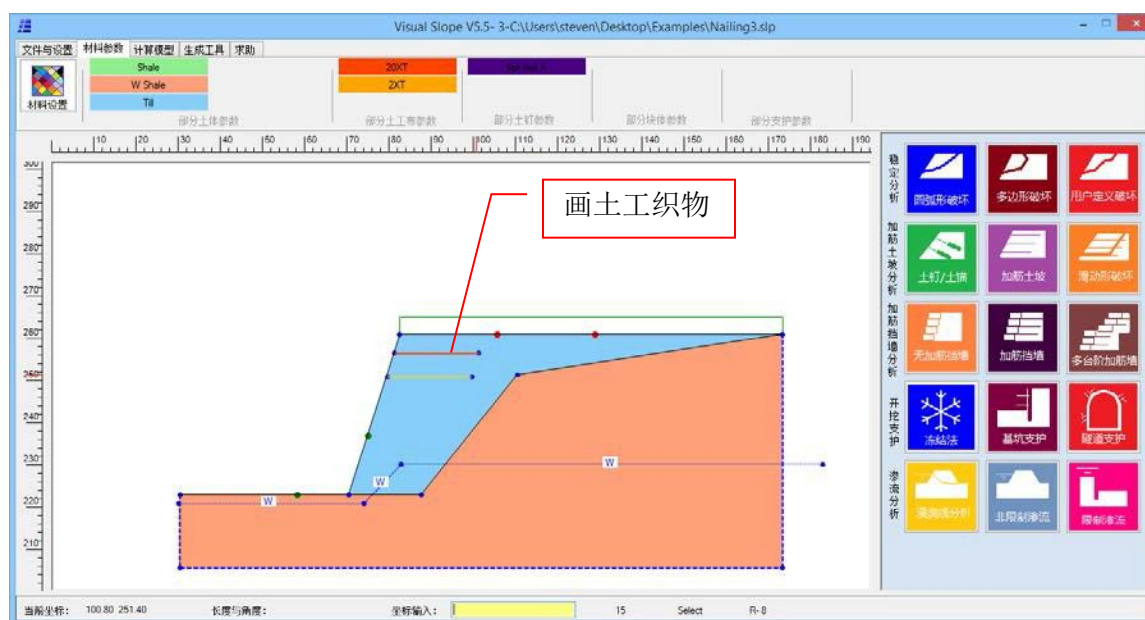 Visual Slope V5.5- 3-C:\Users\steven\Desktop\Examples\Nailing3.slp
文件与设置 材料参数 计算模型 生成工具 求助
材料设置
Shale
W Shale
Till
部分土体参数
20XT
2XT
部分土工布参数
部分土钉参数
部分块体参数
部分支护参数
10 20 30 40 50 60 70 80 90 100 110 120 130 140 150 160 170 180 190
300
290
280
270
260
250
240
230
220
210
画土工织物
W
W
W
稳定分析
圆弧形破坏 多边形破坏 用户定义破坏
加筋土坡分析
土钉/土锚 加筋土坡 滑动形破坏
加筋挡墙分析
无加筋挡墙 加筋挡墙 多台阶加筋墙
开挖支护
冻结法 基坑支护 隧道支护
渗流分析
浸润线分析 非限制渗流 限制渗流
当前坐标: 100.80 251.40 长度与角度: 坐标输入: 15 Select R- 8